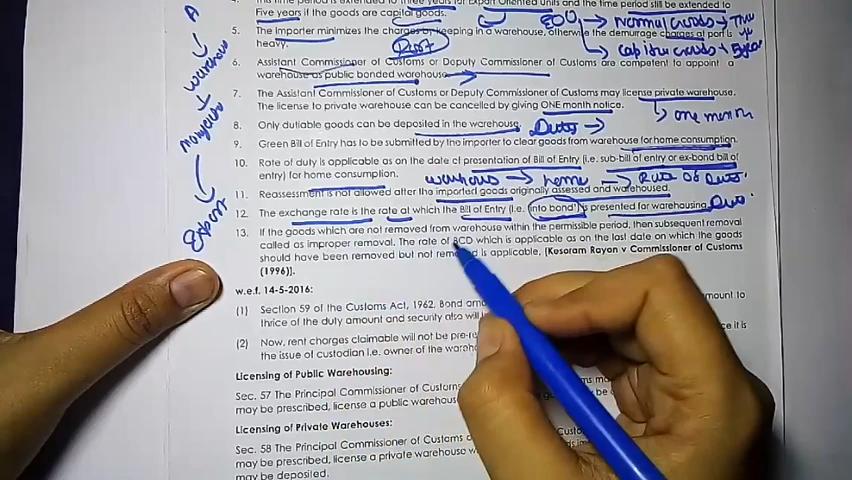 4. This time period is extended to three years for Export Oriented Units and the time period still be extended to
five years if the goods are capital goods.
EOU → Normal Goods →
→ capital Goods →
5. The Importer minimizes the charges by keeping in a warehouse, otherwise the demurrage charges at port is
heavy.
Port
6. Assistant Commissioner of Customs or Deputy Commissioner of Customs are competent to appoint a
warehouse as public bonded warehouse
7. The Assistant Commissioner of Customs or Deputy Commissioner of Customs may license private warehouse.
The license to private warehouse can be cancelled by giving ONE month notice.
one month
8. Only dutiable goods can be deposited in the warehouse.
9. Green Bill of Entry has to be submitted by the importer to clear goods from warehouse for home consumption.
10. Rate of duty is applicable as on the date of presentation of Bill of Entry (i.e. sub-bill of entry or ex-bond bill of
entry) for home consumption.
warehouse → home → Rate of Duty.
11. Reassessment is not allowed after the imported goods originally assessed and warehoused.
12. The exchange rate is the rate at which the Bill of Entry (i.e. 'into bond') is presented for warehousing
13. If the goods which are not removed from warehouse within the permissible period, then subsequent removal
called as improper removal. The rate of BCD which is applicable as on the last date on which the goods
should have been removed but not removed is applicable. [Kesoram Rayon v Commissioner of Customs
(1996)].
w.e.f. 14-5-2016:
(1) Section 59 of the Customs Act, 1962, Bond amount to
thrice of the duty amount and security also will
(2) Now, rent charges claimable will not be it is
the issue of custodian i.e. owner of the
Licensing of Public Warehousing:
Sec. 57 The Principal Commissioner of Customs
may be prescribed, license a public warehouse
Licensing of Private Warehouses:
Sec. 58 The Principal Commissioner of Customs
may be prescribed, license a private warehouse
may be deposited.
A
warehouse
Export